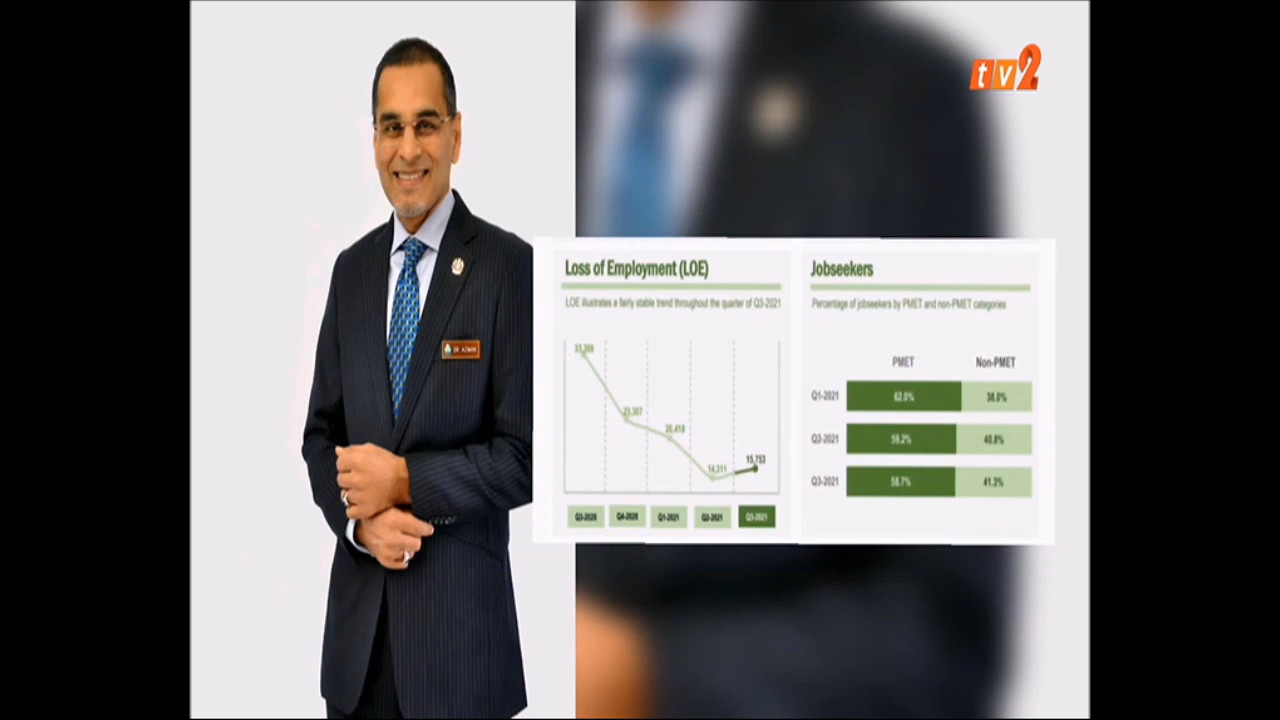 tv2
DR. AZMAN
Loss of Employment (LOE)
LOE illustrates a fairly stable trend throughout the quarter of Q3-2021
33,209
23,307
20,418
14,311
15,753
Q3-2020 Q4-2020 Q1-2021 Q2-2021 Q3-2021
Jobseekers
Percentage of jobseekers by PMET and non-PMET categories
PMET Non-PMET
Q1-2021 62.0% 38.0%
Q2-2021 59.2% 40.8%
Q3-2021 58.7% 41.3%